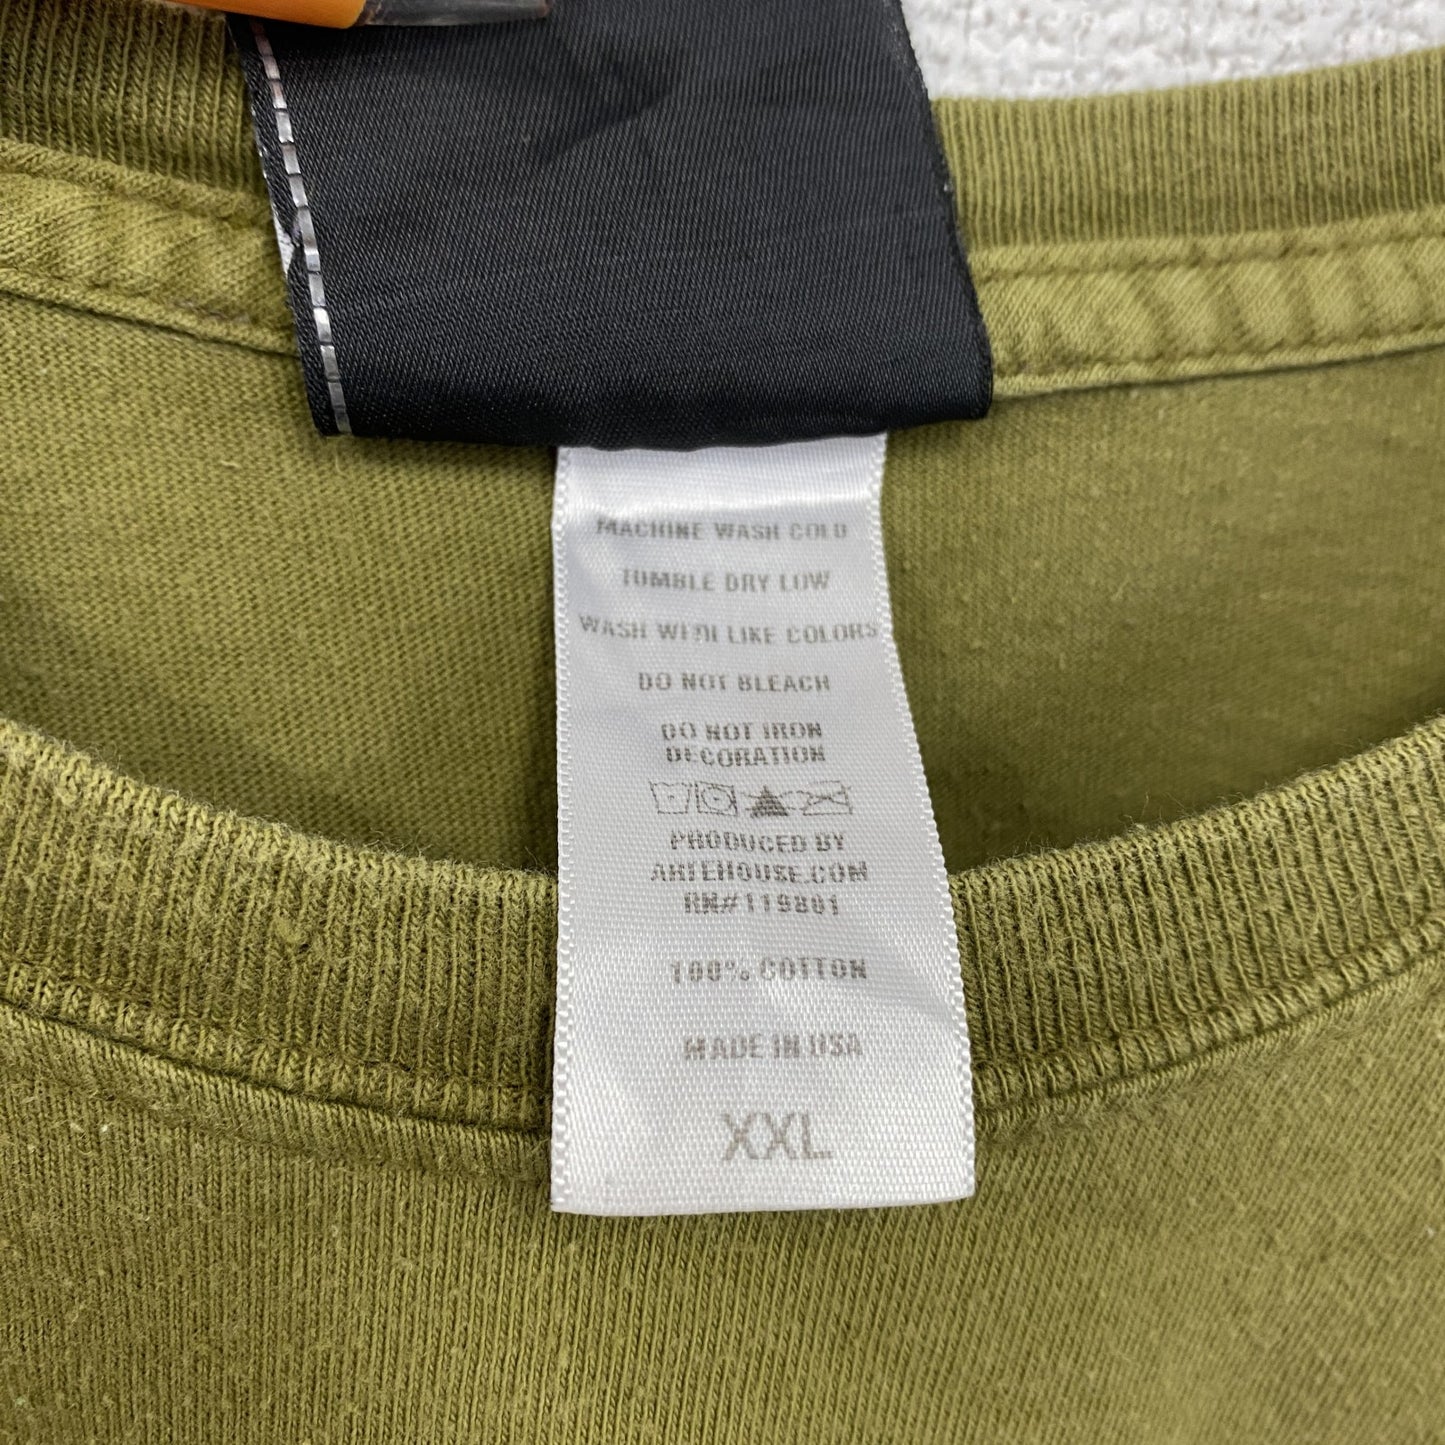 MACHINE WASH COLD
TUMBLE DRY LOW
WASH WITH LIKE COLORS
DO NOT BLEACH
DO NOT IRON
DECORATION
PRODUCED BY
ARTEHOUSE.COM
RN#119801
100% COTTON
MADE IN USA
XXL